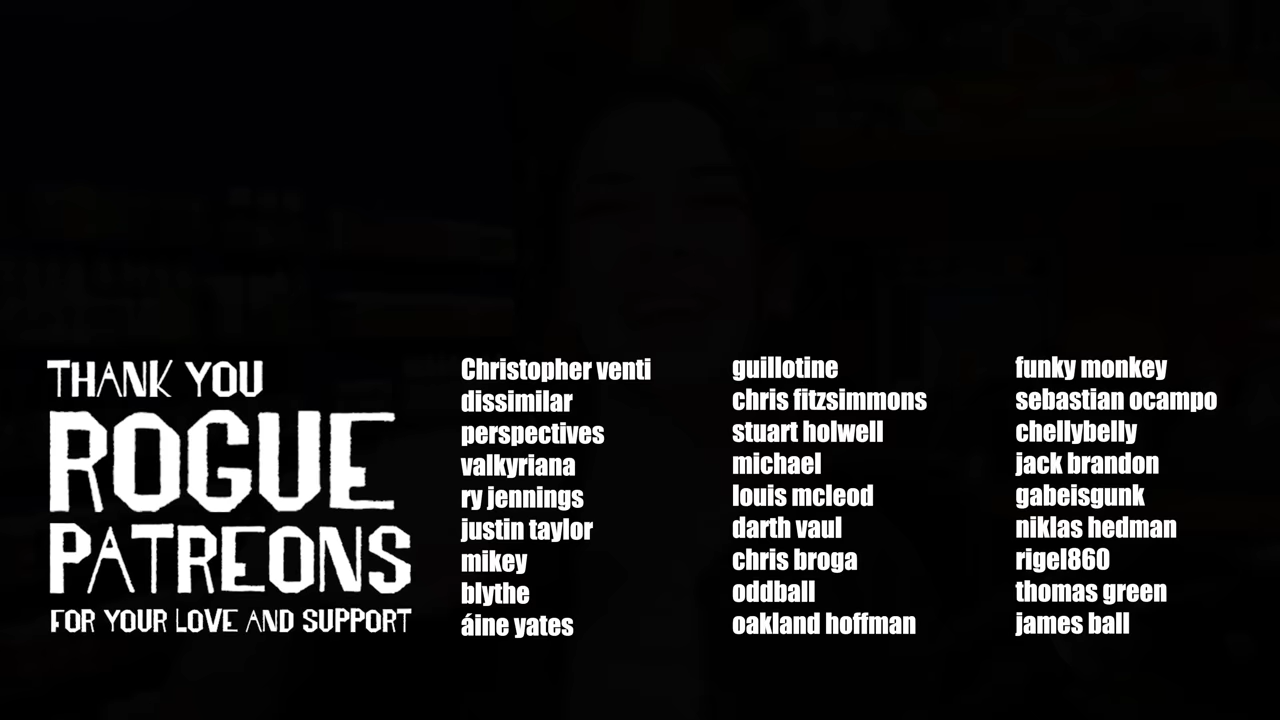 THANK YOU
ROGUE
PATREONS
FOR YOUR LOVE AND SUPPORT
Christopher venti
dissimilar
perspectives
valkyriana
ry jennings
justin taylor
mikey
blythe
áine yates
guillotine
chris fitzsimmons
stuart holwell
michael
louis mcleod
darth vaul
chris broga
oddball
oakland hoffman
funky monkey
sebastian ocampo
chellybelly
jack brandon
gabeisgunk
niklas hedman
rigel860
thomas green
james ball